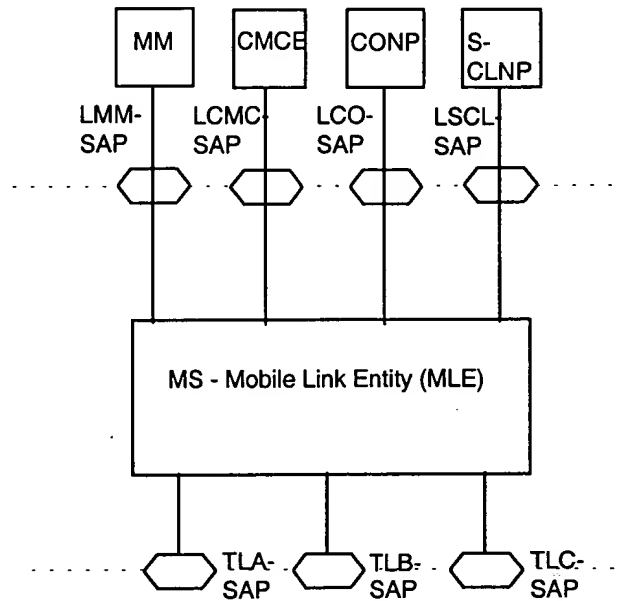 MM
CMCE
CONP
S-
CLNP
LMM-
SAP
LCMC-
SAP
LCO-
SAP
LSCL-
SAP
MS - Mobile Link Entity (MLE)
TLA-
SAP
TLB-
SAP
TLC-
SAP